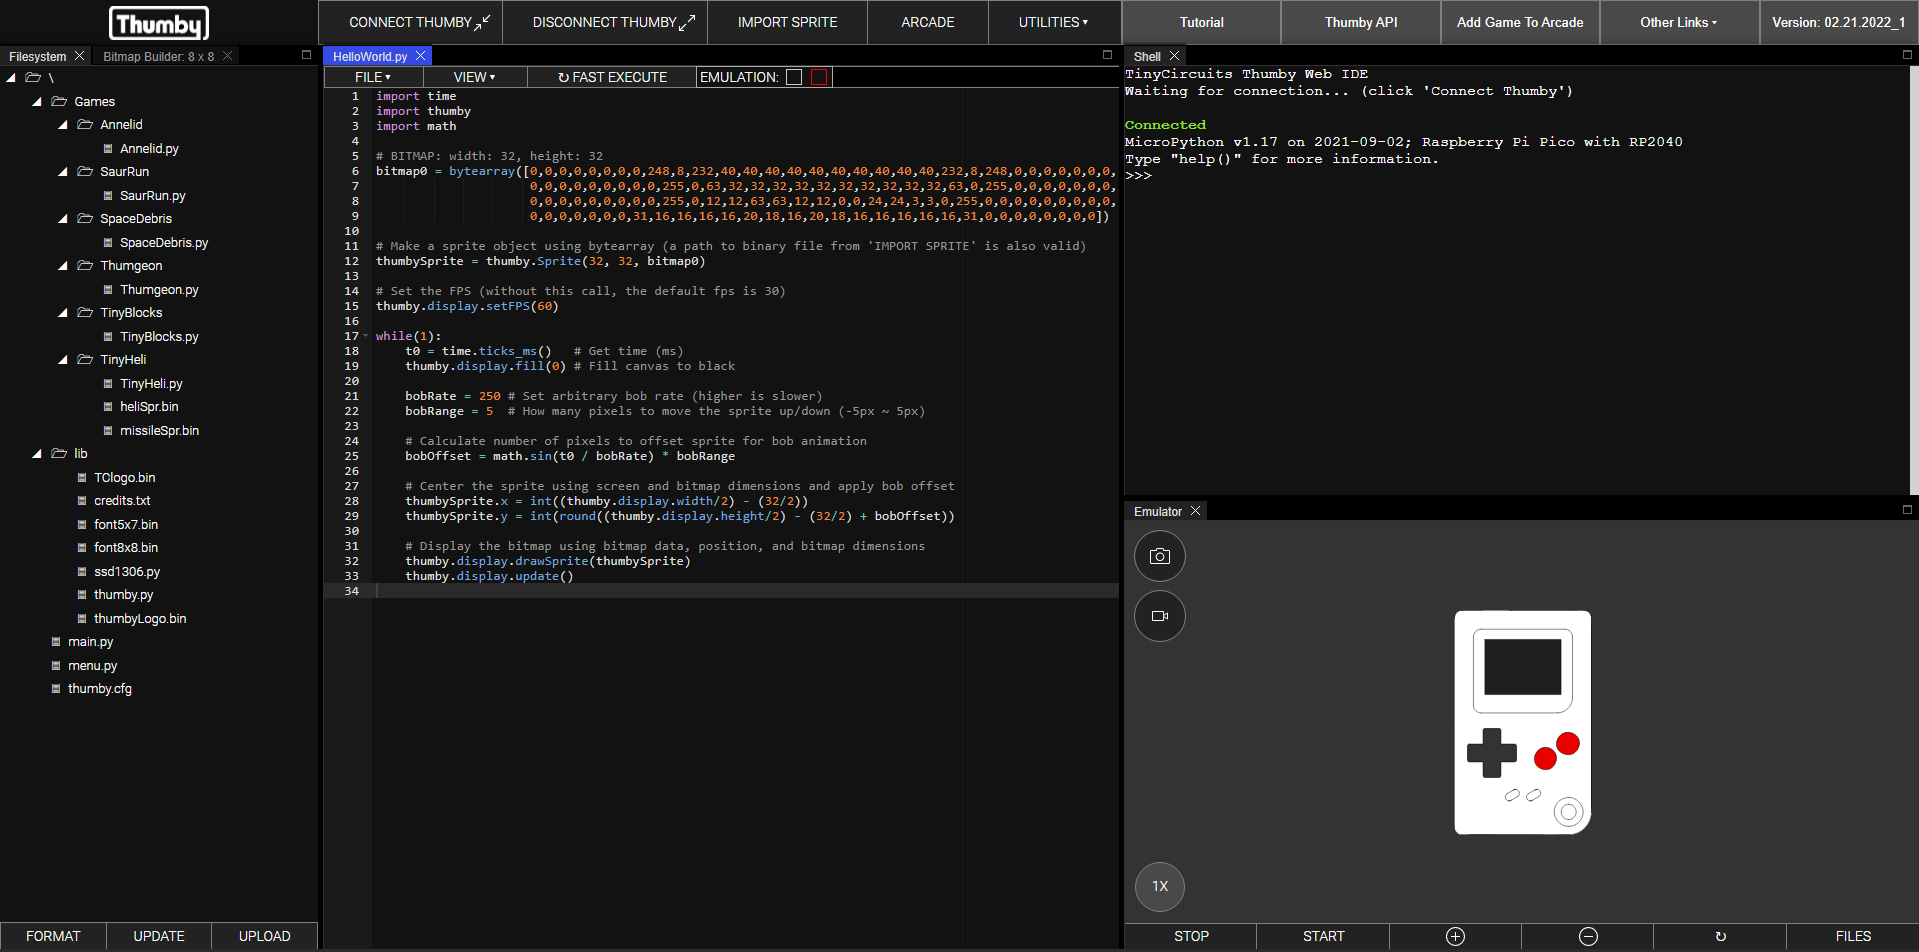 Thumby
CONNECT THUMBY
DISCONNECT THUMBY
IMPORT SPRITE
ARCADE
UTILITIES
Tutorial
Thumby API
Add Game To Arcade
Other Links
Version: 02.21.2022_1
Filesystem
Bitmap Builder: 8 x 8
\
Games
Annelid
Annelid.py
SaurRun
SaurRun.py
SpaceDebris
SpaceDebris.py
Thumgeon
Thumgeon.py
TinyBlocks
TinyBlocks.py
TinyHeli
TinyHeli.py
heliSpr.bin
missileSpr.bin
lib
TClogo.bin
credits.txt
font5x7.bin
font8x8.bin
ssd1306.py
thumby.py
thumbyLogo.bin
main.py
menu.py
thumby.cfg
FORMAT
UPDATE
UPLOAD
HelloWorld.py
FILE
VIEW
FAST EXECUTE
EMULATION:
1 import time
2 import thumby
3 import math
4
5 # BITMAP: width: 32, height: 32
6 bitmap0 = bytearray([0,0,0,0,0,0,0,0,248,8,232,40,40,40,40,40,40,40,40,40,40,232,8,248,0,0,0,0,0,0,0,
7 0,0,0,0,0,0,0,0,0,255,0,63,32,32,32,32,32,32,32,32,32,32,63,0,255,0,0,0,0,0,0,0,
8 0,0,0,0,0,0,0,0,0,255,0,12,12,63,63,12,12,0,0,24,24,3,3,0,255,0,0,0,0,0,0,0,0,
9 0,0,0,0,0,0,0,31,16,16,16,16,20,18,16,20,18,16,16,16,16,16,31,0,0,0,0,0,0,0,0])
10
11 # Make a sprite object using bytearray (a path to binary file from 'IMPORT SPRITE' is also valid)
12 thumbySprite = thumby.Sprite(32, 32, bitmap0)
13
14 # Set the FPS (without this call, the default fps is 30)
15 thumby.display.setFPS(60)
16
17 while(1):
18 t0 = time.ticks_ms() # Get time (ms)
19 thumby.display.fill(0) # Fill canvas to black
20
21 bobRate = 250 # Set arbitrary bob rate (higher is slower)
22 bobRange = 5 # How many pixels to move the sprite up/down (-5px ~ 5px)
23
24 # Calculate number of pixels to offset sprite for bob animation
25 bobOffset = math.sin(t0 / bobRate) * bobRange
26
27 # Center the sprite using screen and bitmap dimensions and apply bob offset
28 thumbySprite.x = int((thumby.display.width/2) - (32/2))
29 thumbySprite.y = int(round((thumby.display.height/2) - (32/2) + bobOffset))
30
31 # Display the bitmap using bitmap data, position, and bitmap dimensions
32 thumby.display.drawSprite(thumbySprite)
33 thumby.display.update()
34
Shell
TinyCircuits Thumby Web IDE
Waiting for connection... (click 'Connect Thumby')
Connected
MicroPython v1.17 on 2021-09-02; Raspberry Pi Pico with RP2040
Type "help()" for more information.
>>>
Emulator
1X
STOP
START
FILES